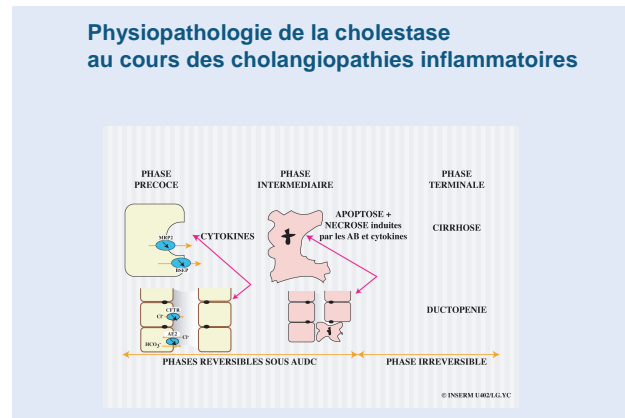 Physiopathologie de la cholestase
au cours des cholangiopathies inflammatoires
PHASE
PRECOCE
PHASE
INTERMEDIAIRE
PHASE
TERMINALE
MRP2
BSEP
CYTOKINES
APOPTOSE +
NECROSE induites
par les AB et cytokines
CIRRHOSE
CFTR
Cl-
AE2
Cl-
HCO3-
DUCTOPENIE
PHASES REVERSIBLES SOUS AUDC
PHASE IRREVERSIBLE
© INSERM U402/LG.YC